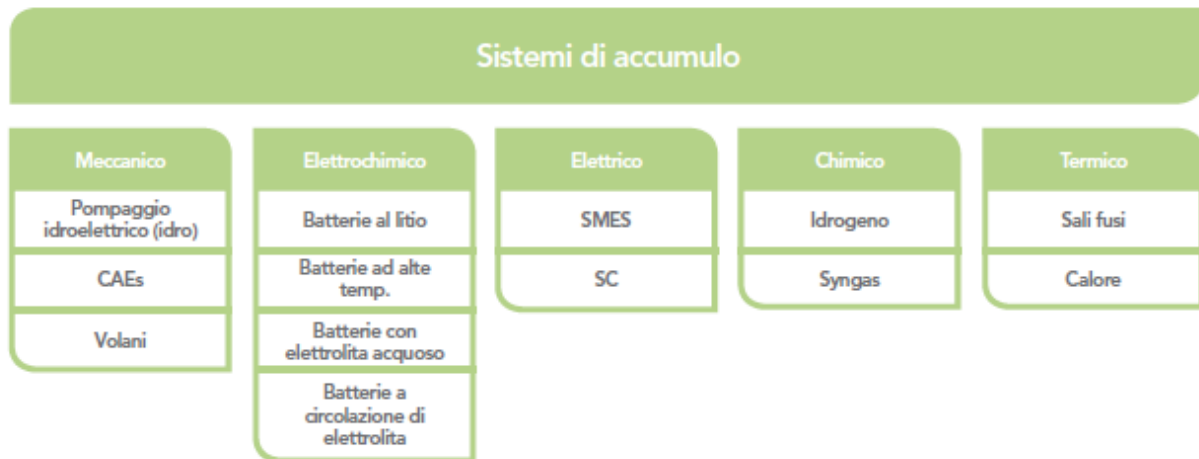 Sistemi di accumulo
Meccanico
Pompaggio
idroelettrico (idro)
CAEs
Volani
Elettrochimico
Batterie al litio
Batterie ad alte
temp.
Batterie con
elettrolita acquoso
Batterie a
circolazione di
elettrolita
Elettrico
SMES
SC
Chimico
Idrogeno
Syngas
Termico
Sali fusi
Calore